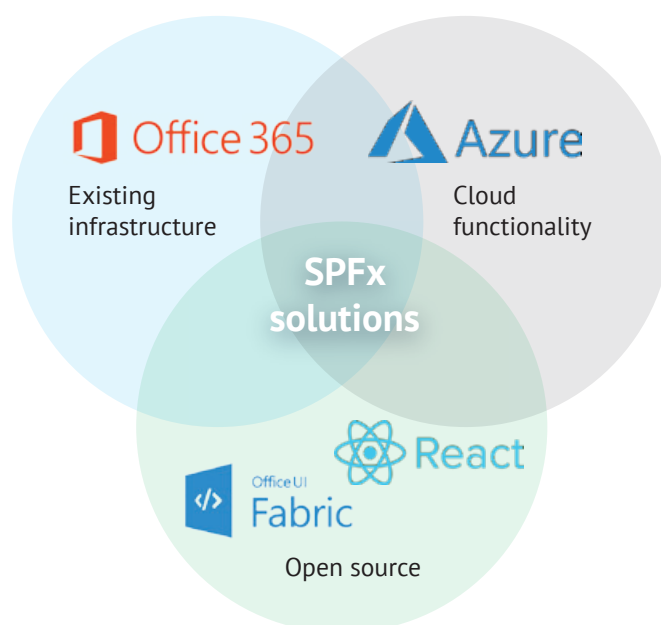 Office 365
Azure
Existing
infrastructure
Cloud
functionality
SPFx
solutions
React
Office UI
Fabric
</>
Open source